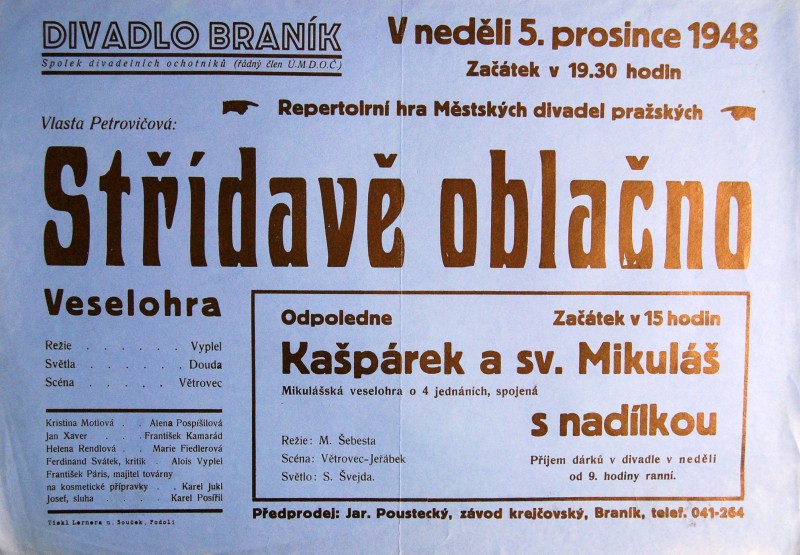 DIVADLO BRANÍK
Spolek divadelních ochotníků (řádný člen U.M.D.O.Č.)
V neděli 5. prosince 1948
Začátek v 19.30 hodin
Repertoirní hra Městských divadel pražských
Vlasta Petrovičová:
Střídavě oblačno
Veselohra
Režie . . . . . . Vyplel
Světla . . . . . . Douda
Scéna . . . . . Větrovec
Kristina Motlová . . Alena Pospíšilová
Jan Xaver . . . František Kamarád
Helena Rendlová . . Marie Fiedlerová
Ferdinand Svátek, kritik . Alois Vyplel
František Páris, majitel továrny
na kosmetické přípravky . . Karel Jukl
Josef, sluha . . . . Karel Posířil
Tiskl Lerners n. Souček, Podolí
Odpoledne Začátek v 15 hodin
Kašpárek a sv. Mikuláš
Mikulášská veselohra o 4 jednáních, spojená
s nadílkou
Režie: M. Šebesta
Scéna: Větrovec-Jeřábek
Světlo: S. Švejda.
Příjem dárků v divadle v neděli
od 9. hodiny ranní.
Předprodej: Jar. Poustecký, závod krejčovský, Braník, telef. 041-264